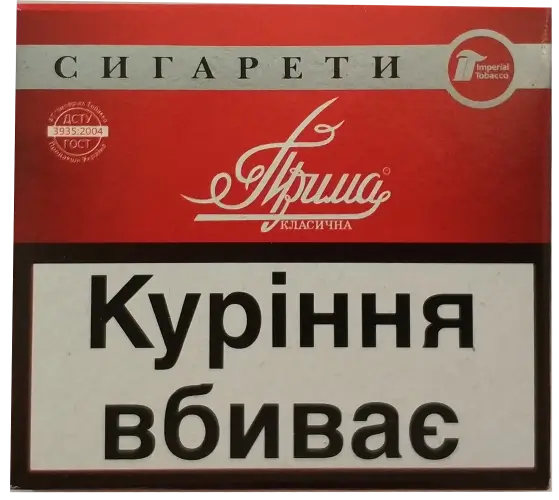 СИГАРЕТИ
Imperial
Tobacco
ДСТУ
3935:2004
ГОСТ
Прима
КЛАСИЧНА
Куріння
вбиває